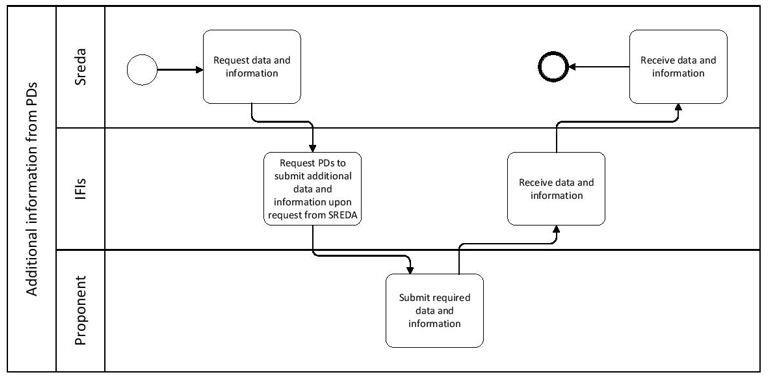 Additional information from PDs
Sreda
Request data and
information
Receive data and
information
IFIs
Request PDs to
submit additional
data and
information upon
request from SREDA
Receive data and
information
Proponent
Submit required
data and
information